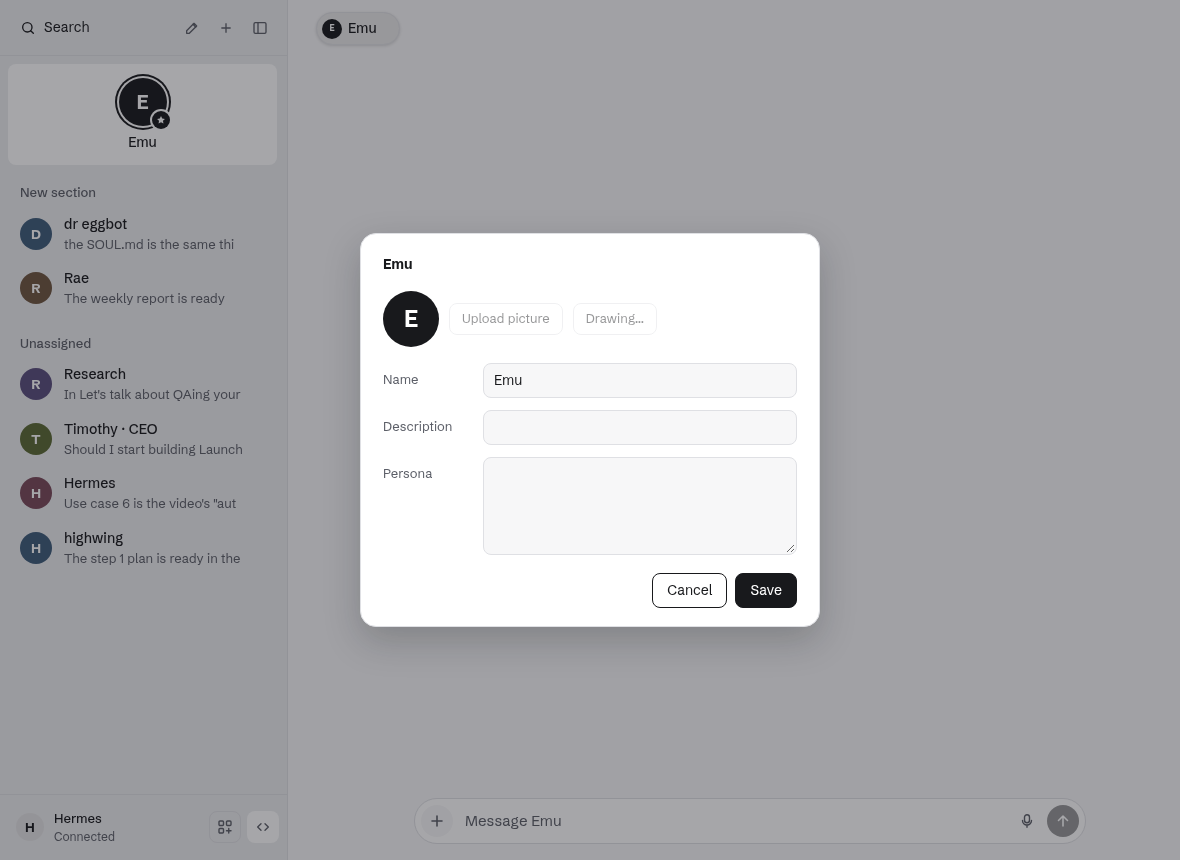 Search
E
Emu
E
Emu
New section
D
dr eggbot
the SOUL.md is the same thi
R
Rae
The weekly report is ready
Unassigned
R
Research
In Let's talk about QAing your
T
Timothy · CEO
Should I start building Launch
H
Hermes
Use case 6 is the video's "aut
H
highwing
The step 1 plan is ready in the
H
Hermes
Connected
Emu
E
Upload picture
Drawing...
Name
Emu
Description
Persona
Cancel
Save
Message Emu